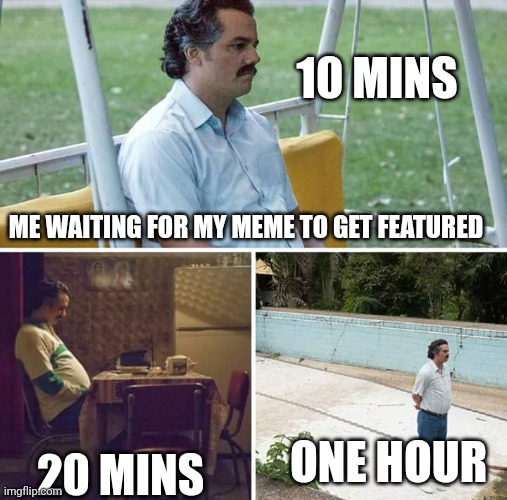 10 MINS
ME WAITING FOR MY MEME TO GET FEATURED
20 MINS
ONE HOUR
imgflip.com